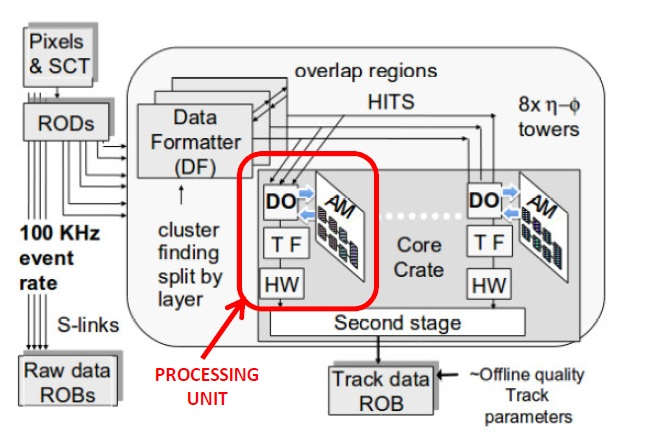 Pixels
& SCT
RODs
100 KHz
event
rate
S-links
Raw data
ROBs
overlap regions
HITS
8x η−ϕ
towers
Data
Formatter
(DF)
cluster
finding
split by
layer
DO
AM
T F
HW
Core
Crate
DO
AM
T F
HW
Second stage
PROCESSING
UNIT
Track data
ROB
~Offline quality
Track
parameters